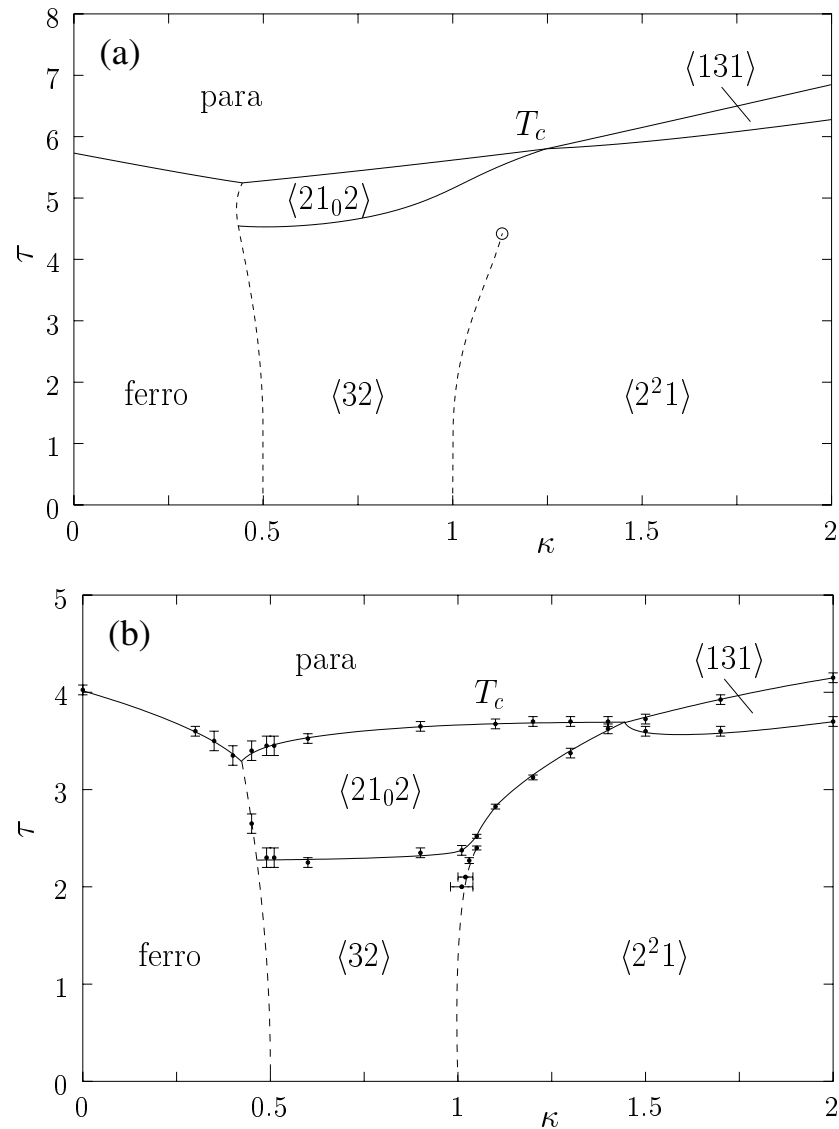 (a)
8
7
6
5
4
3
2
1
0
τ
para
⟨131⟩
T_c
⟨21₀2⟩
ferro
⟨32⟩
⟨2²1⟩
0 0.5 1 1.5 2
κ
(b)
5
4
3
2
1
0
τ
para
⟨131⟩
T_c
⟨21₀2⟩
ferro
⟨32⟩
⟨2²1⟩
0 0.5 1 1.5 2
κ